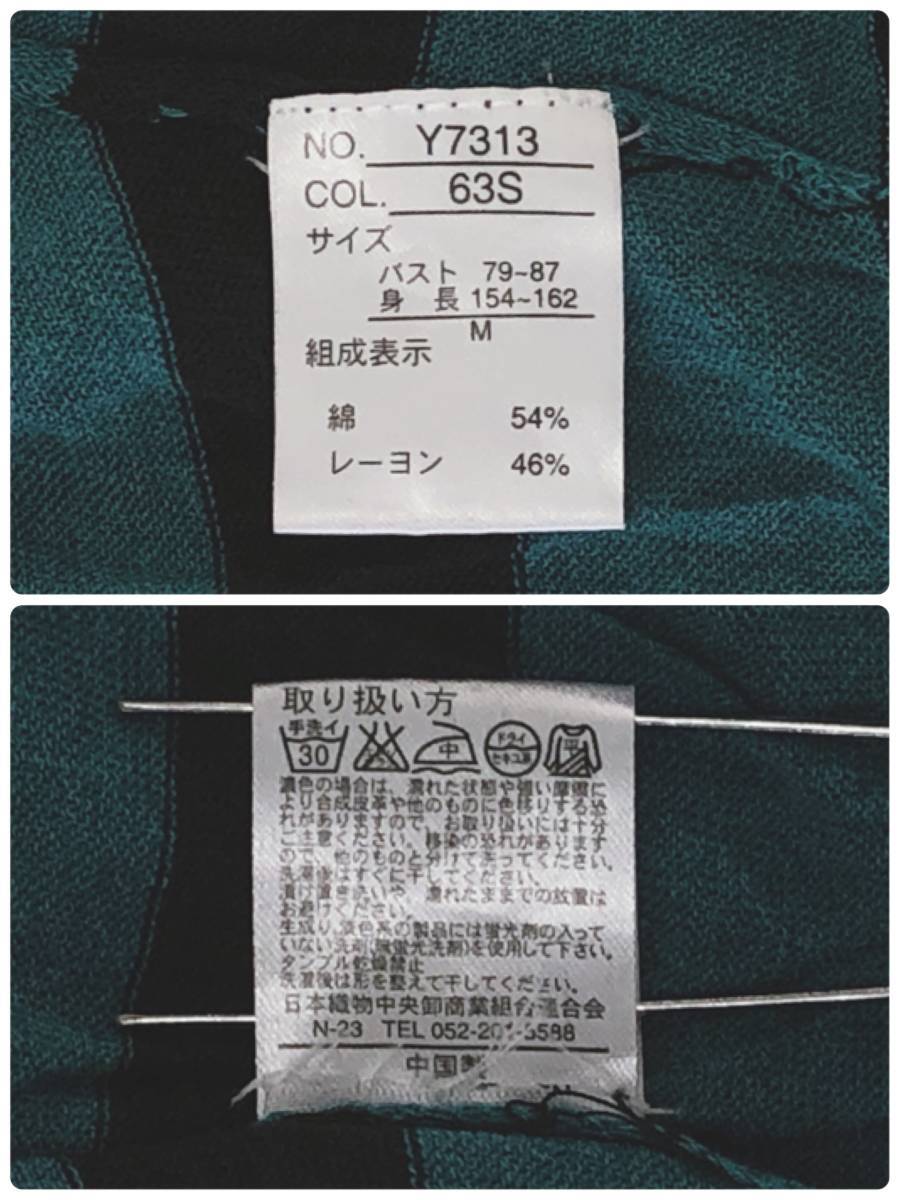 NO. Y7313
COL. 63S
サイズ
バスト 79~87
身 長 154~162
M
組成表示
綿 54%
レーヨン 46%
取り扱い方
手洗イ
30
中
ドライ
セキユ系
平
濃色の場合は、濡れた状態や強い摩擦に
より合成皮革や他のものに色移りする恐
れがありますので、お取り扱いには十分
ご注意ください。移染の恐れがあります
ので、他のものと分けて洗ってください。
洗濯後はすぐに干してください。
漬け置き洗いや、濡れたままでの放置は
お避けください。
生成り、淡色系の製品には蛍光剤の入って
いない洗剤(無蛍光洗剤)を使用して下さい。
タンブル乾燥禁止
洗濯後は形を整えて干してください。
日本織物中央卸商業組合連合会
N-23 TEL 052-201-3588
中国製